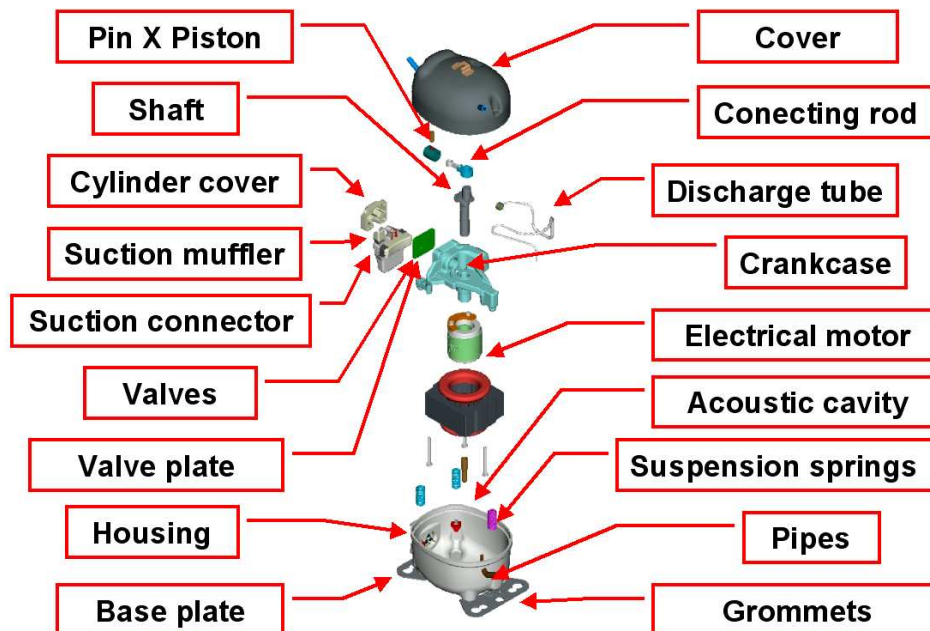 Pin X Piston
Cover
Shaft
Conecting rod
Cylinder cover
Discharge tube
Suction muffler
Crankcase
Suction connector
Electrical motor
Valves
Acoustic cavity
Valve plate
Suspension springs
Housing
Pipes
Base plate
Grommets